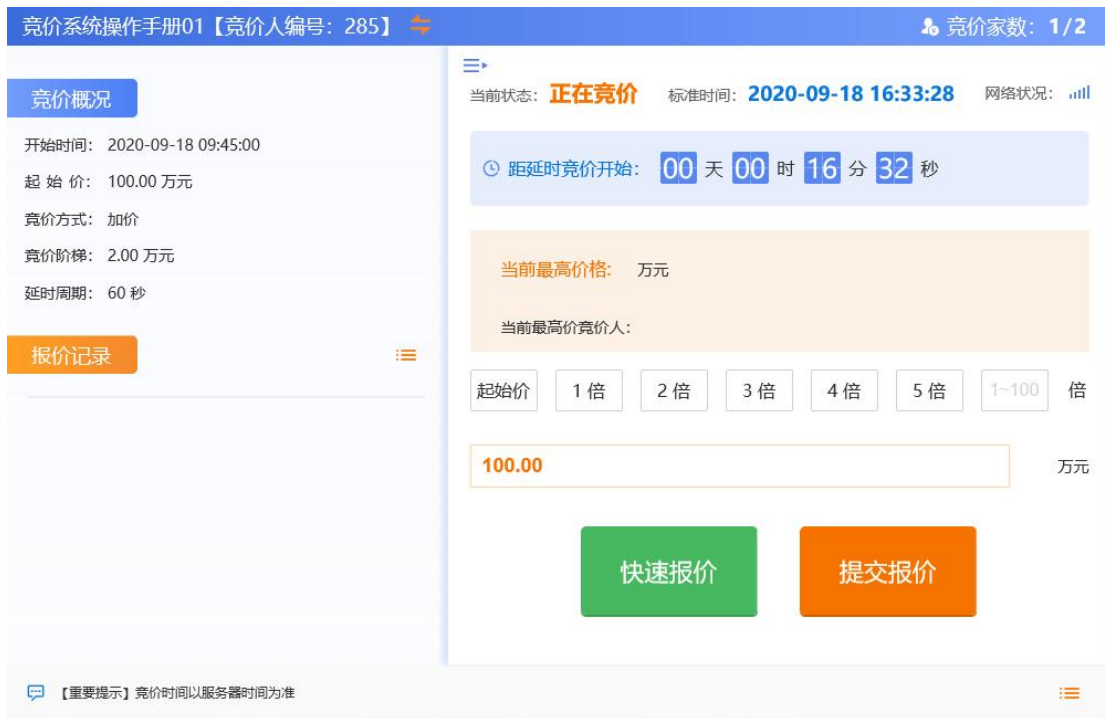 竞价系统操作手册01【竞价人编号：285】
竞价家数：1/2
竞价概况
开始时间： 2020-09-18 09:45:00
起 始 价： 100.00 万元
竞价方式： 加价
竞价阶梯： 2.00 万元
延时周期： 60 秒
报价记录
当前状态：正在竞价 标准时间：2020-09-18 16:33:28 网络状况：
距延时竞价开始： 00 天 00 时 16 分 32 秒
当前最高价格： 万元
当前最高价竞价人：
起始价 1 倍 2 倍 3 倍 4 倍 5 倍 1~100 倍
100.00 万元
快速报价 提交报价
【重要提示】竞价时间以服务器时间为准